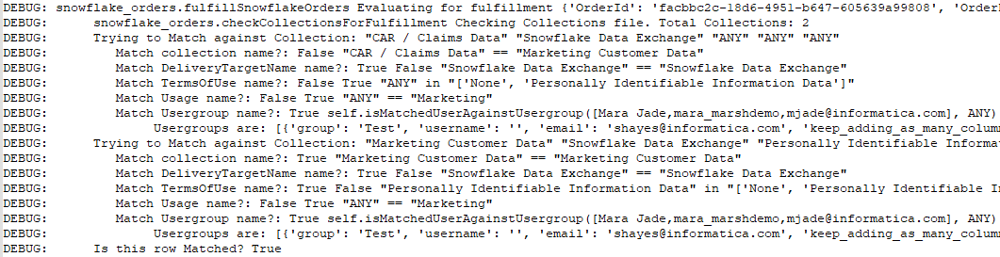 DEBUG: snowflake_orders.fulfillSnowflakeOrders Evaluating for fulfillment {'OrderId': 'facbbc2c-18d6-4951-b647-605639a99808', 'Orderl
DEBUG: snowflake_orders.checkCollectionsForFulfillment Checking Collections file. Total Collections: 2
DEBUG: Trying to Match against Collection: "CAR / Claims Data" "Snowflake Data Exchange" "ANY" "ANY" "ANY"
DEBUG: Match collection name?: False "CAR / Claims Data" == "Marketing Customer Data"
DEBUG: Match DeliveryTargetName name?: True False "Snowflake Data Exchange" == "Snowflake Data Exchange"
DEBUG: Match TermsOfUse name?: False True "ANY" in "['None', 'Personally Identifiable Information Data']"
DEBUG: Match Usage name?: False True "ANY" == "Marketing"
DEBUG: Match Usergroup name?: True self.isMatchedUserAgainstUsergroup([Mara Jade,mara_marshdemo,mjade@informatica.com], ANY)
DEBUG: Usergroups are: [{'group': 'Test', 'username': '', 'email': 'shayes@informatica.com', 'keep_adding_as_many_colum
DEBUG: Trying to Match against Collection: "Marketing Customer Data" "Snowflake Data Exchange" "Personally Identifiable Informat
DEBUG: Match collection name?: True "Marketing Customer Data" == "Marketing Customer Data"
DEBUG: Match DeliveryTargetName name?: True False "Snowflake Data Exchange" == "Snowflake Data Exchange"
DEBUG: Match TermsOfUse name?: True False "Personally Identifiable Information Data" in "['None', 'Personally Identifiable I
DEBUG: Match Usage name?: False True "ANY" == "Marketing"
DEBUG: Match Usergroup name?: True self.isMatchedUserAgainstUsergroup([Mara Jade,mara_marshdemo,mjade@informatica.com], ANY)
DEBUG: Usergroups are: [{'group': 'Test', 'username': '', 'email': 'shayes@informatica.com', 'keep_adding_as_many_colum
DEBUG: Is this row Matched? True